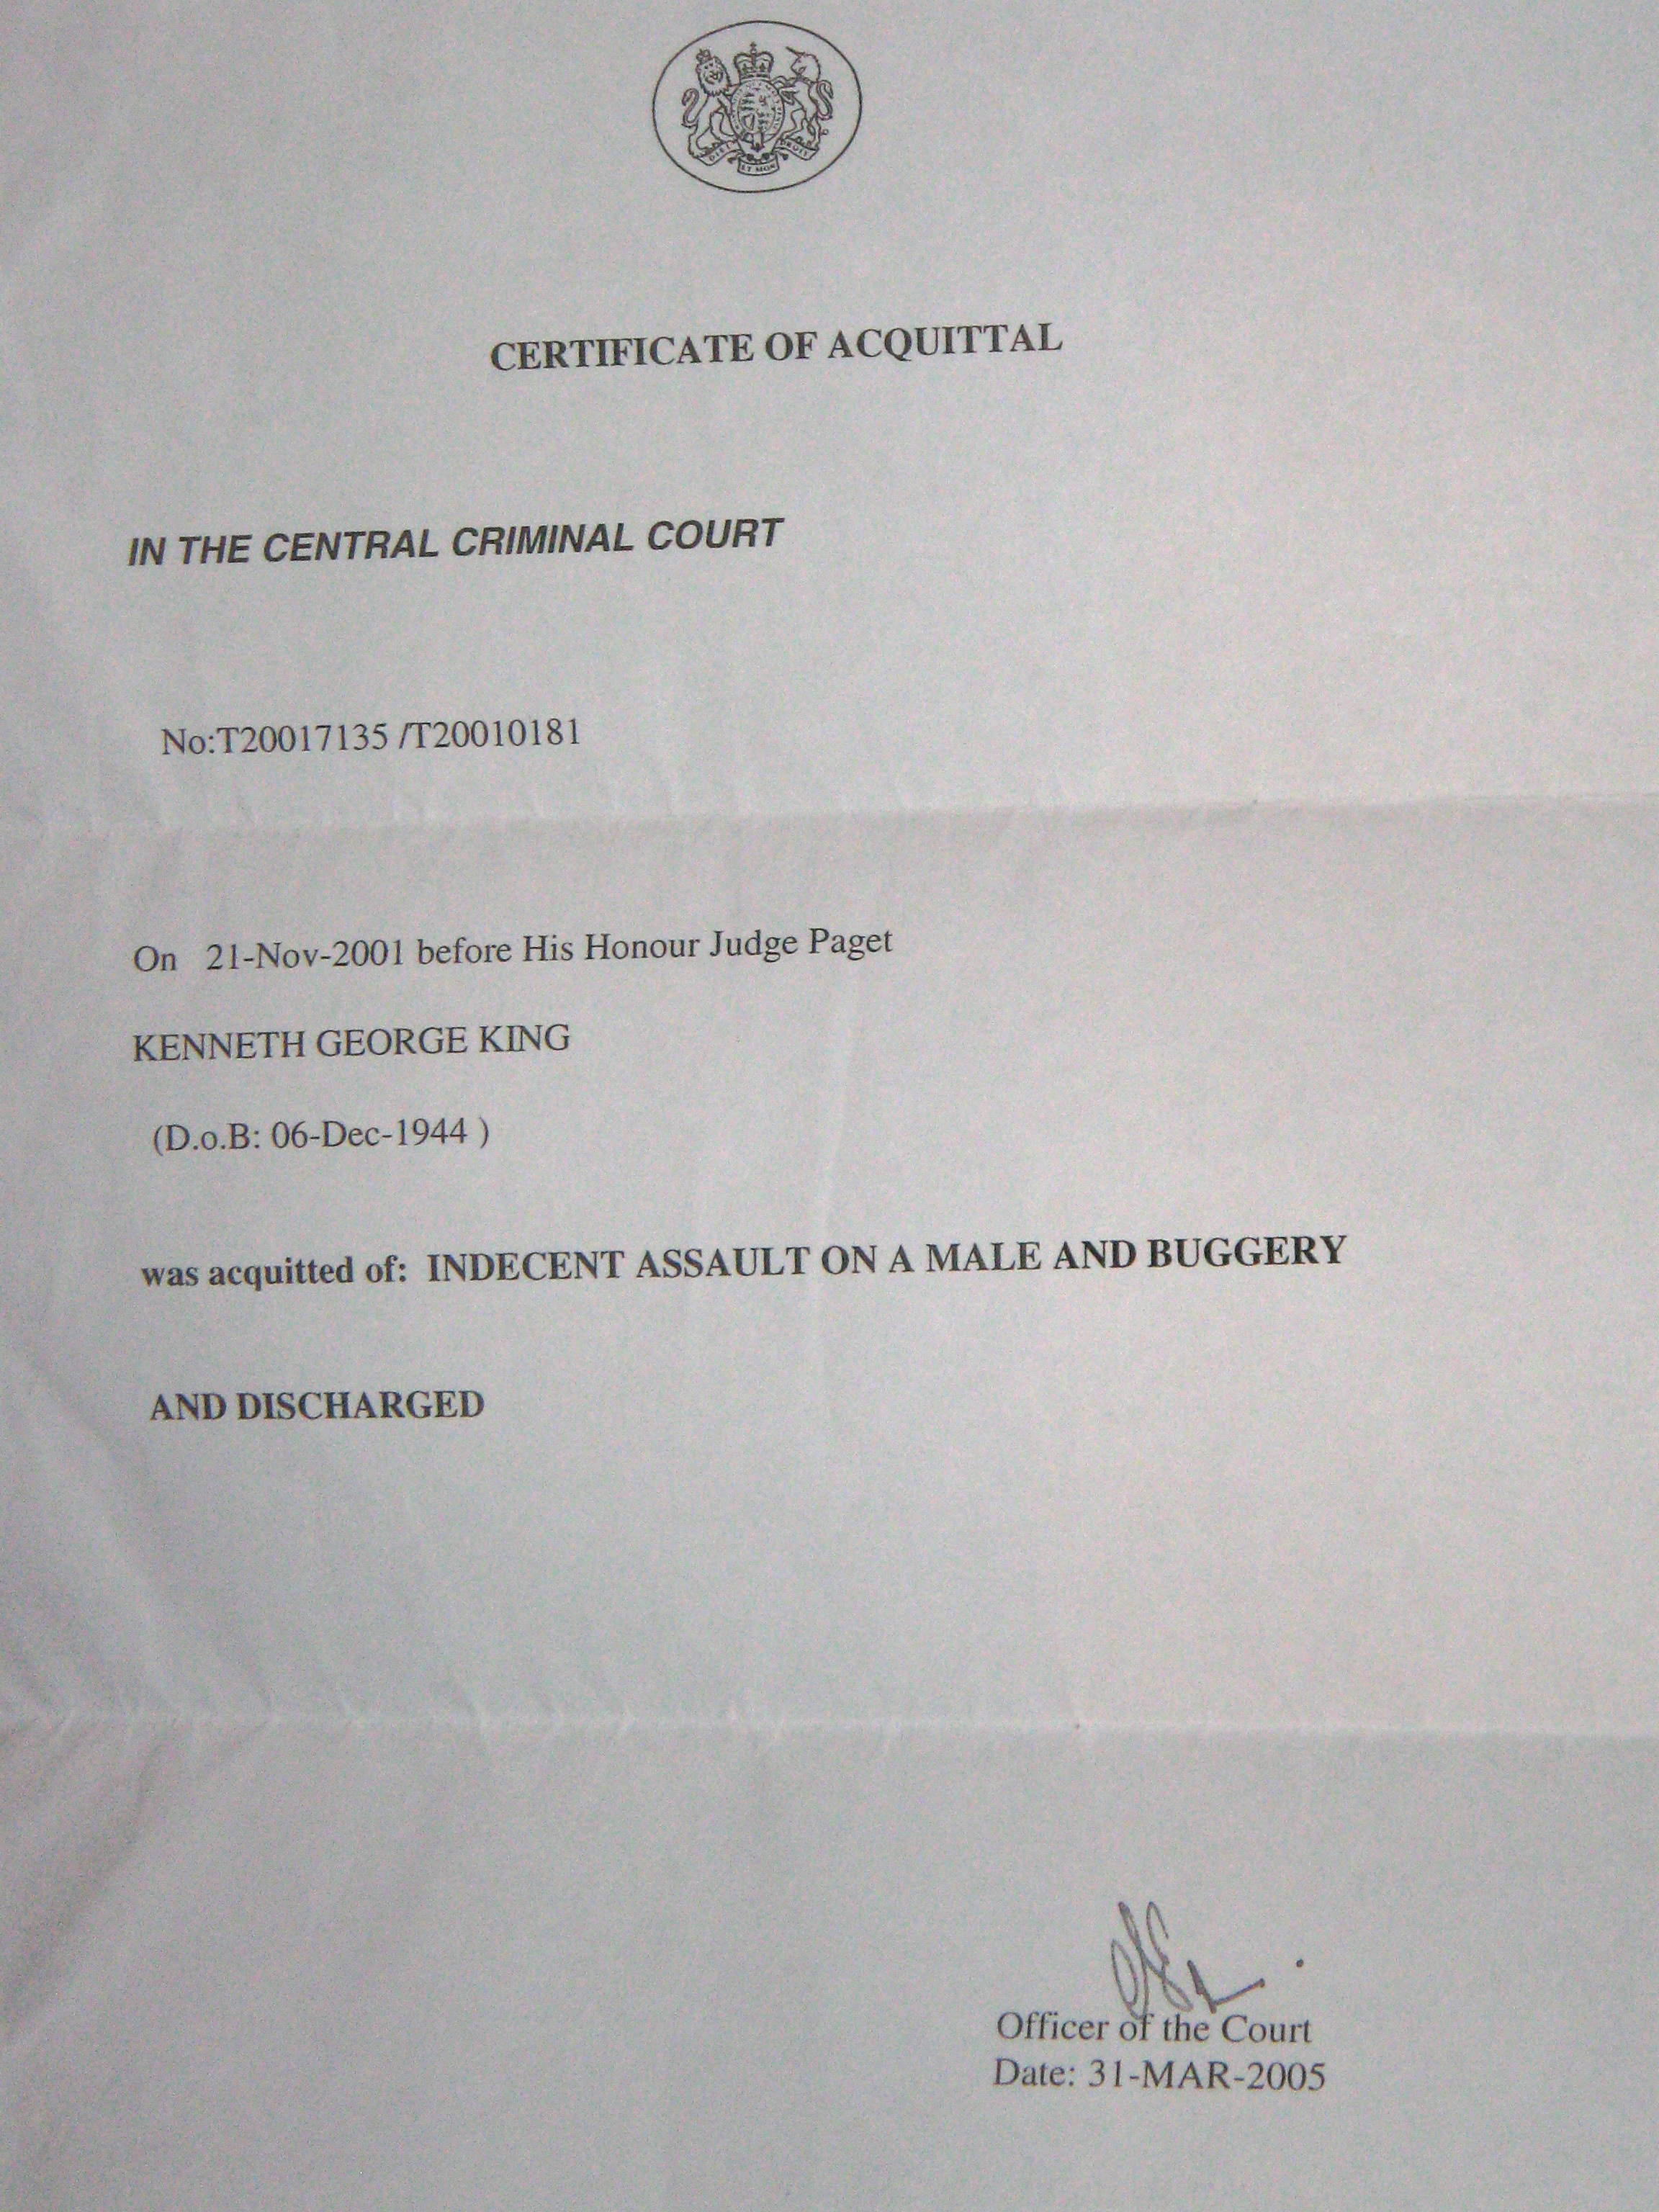 CERTIFICATE OF ACQUITTAL
IN THE CENTRAL CRIMINAL COURT
No:T20017135 /T20010181
On 21-Nov-2001 before His Honour Judge Paget
KENNETH GEORGE KING
(D.o.B: 06-Dec-1944 )
was acquitted of: INDECENT ASSAULT ON A MALE AND BUGGERY
AND DISCHARGED
Officer of the Court
Date: 31-MAR-2005